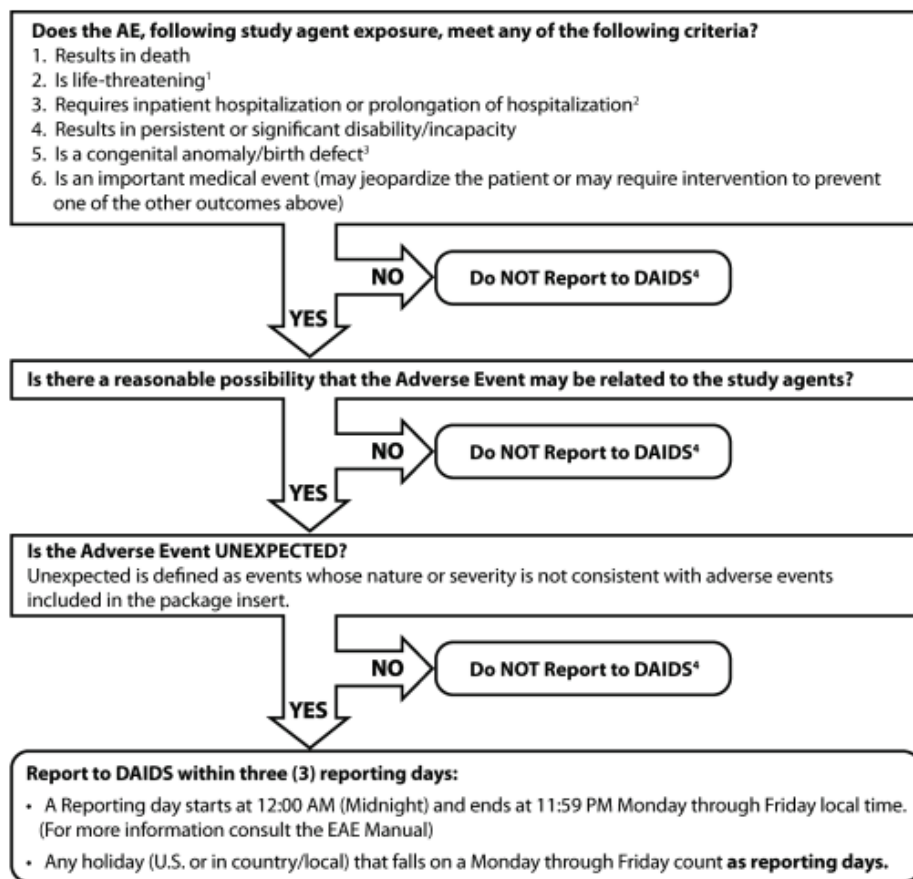 Does the AE, following study agent exposure, meet any of the following criteria?
1. Results in death
2. Is life-threatening¹
3. Requires inpatient hospitalization or prolongation of hospitalization²
4. Results in persistent or significant disability/incapacity
5. Is a congenital anomaly/birth defect³
6. Is an important medical event (may jeopardize the patient or may require intervention to prevent
one of the other outcomes above)
NO
Do NOT Report to DAIDS⁴
YES
Is there a reasonable possibility that the Adverse Event may be related to the study agents?
NO
Do NOT Report to DAIDS⁴
YES
Is the Adverse Event UNEXPECTED?
Unexpected is defined as events whose nature or severity is not consistent with adverse events
included in the package insert.
NO
Do NOT Report to DAIDS⁴
YES
Report to DAIDS within three (3) reporting days:
• A Reporting day starts at 12:00 AM (Midnight) and ends at 11:59 PM Monday through Friday local time.
(For more information consult the EAE Manual)
• Any holiday (U.S. or in country/local) that falls on a Monday through Friday count as reporting days.